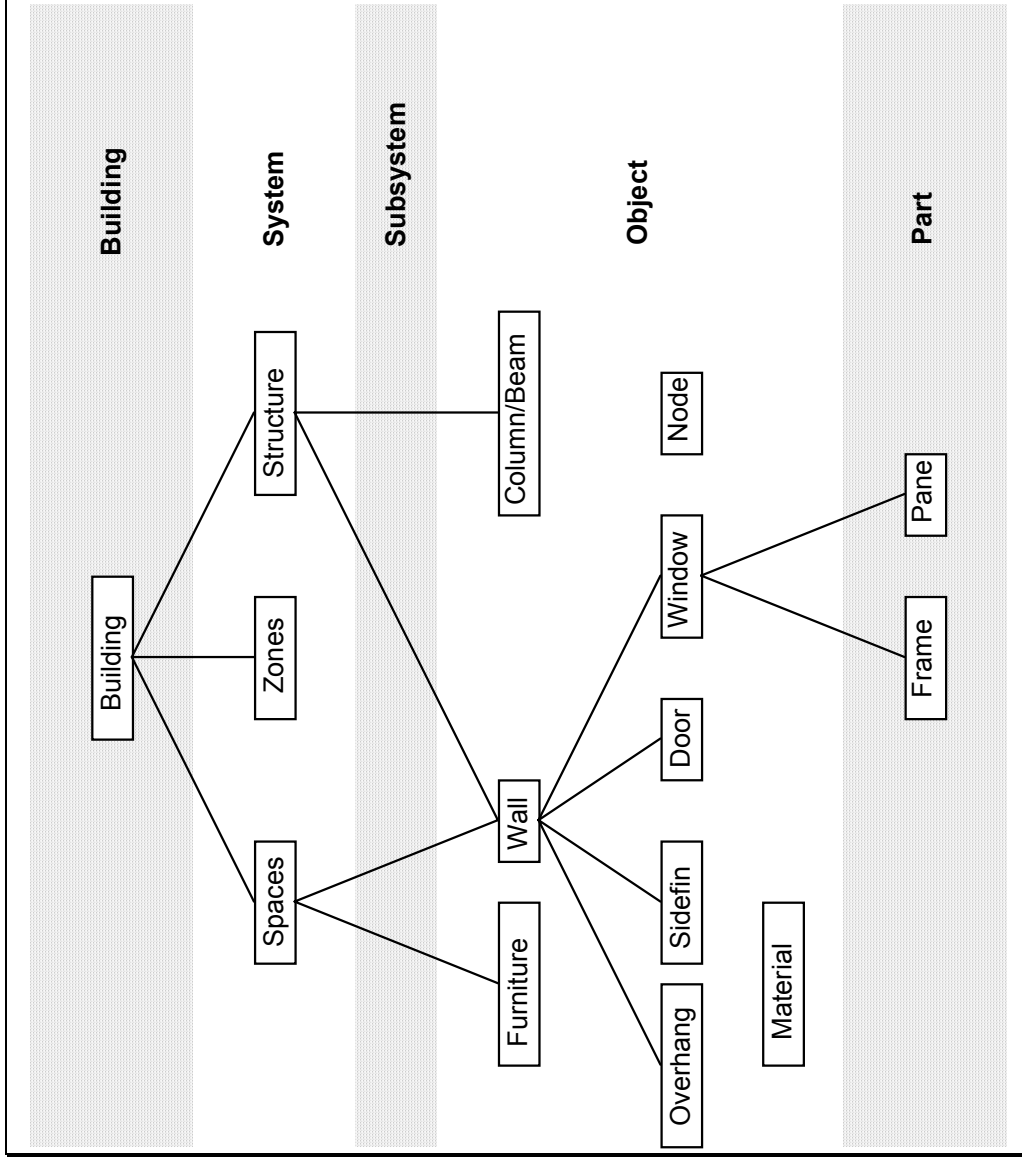 Building
Building
Spaces
Zones
Structure
System
Subsystem
Furniture
Wall
Column/Beam
Object
Overhang
Sidefin
Door
Window
Node
Material
Frame
Pane
Part